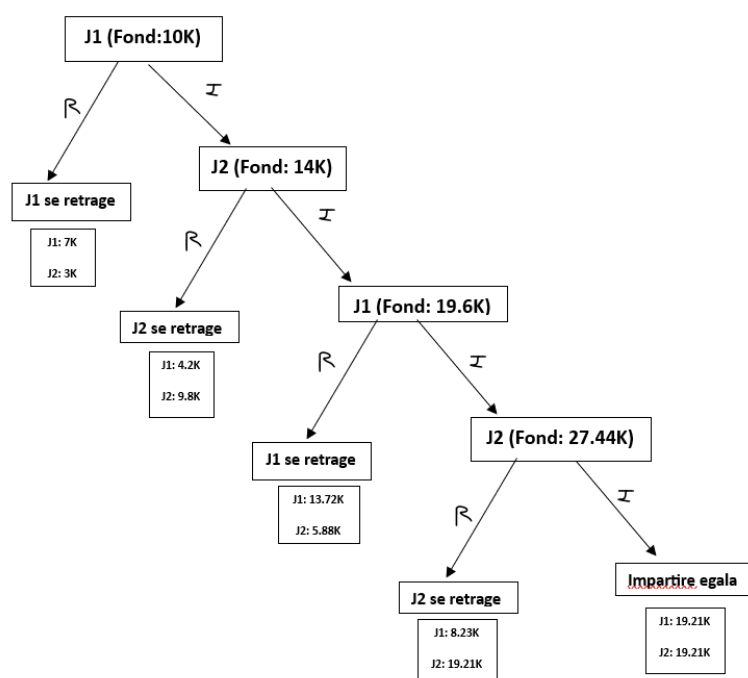 J1 (Fond:10K)
R
I
J2 (Fond: 14K)
J1 se retrage
J1: 7K
J2: 3K
R
I
J1 (Fond: 19.6K)
J2 se retrage
J1: 4.2K
J2: 9.8K
R
I
J2 (Fond: 27.44K)
J1 se retrage
J1: 13.72K
J2: 5.88K
R
I
Impartire egala
J2 se retrage
J1: 19.21K
J2: 19.21K
J1: 8.23K
J2: 19.21K